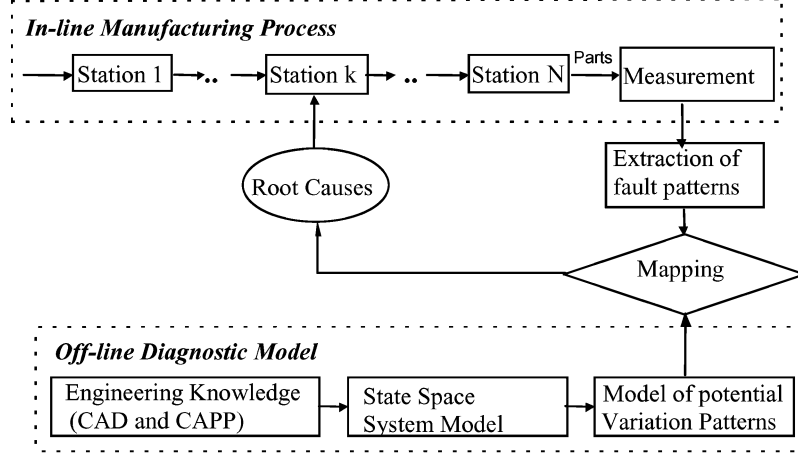 In-line Manufacturing Process
Station 1
..
Station k
..
Station N
Parts
Measurement
Extraction of
fault patterns
Root Causes
Mapping
Off-line Diagnostic Model
Engineering Knowledge
(CAD and CAPP)
State Space
System Model
Model of potential
Variation Patterns